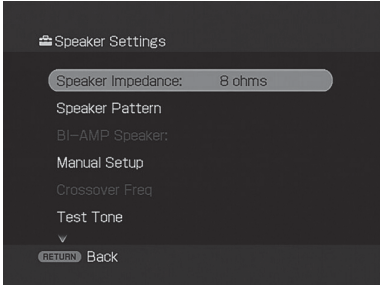 Speaker Settings
Speaker Impedance: 8 ohms
Speaker Pattern
BI-AMP Speaker:
Manual Setup
Crossover Freq
Test Tone
RETURN Back